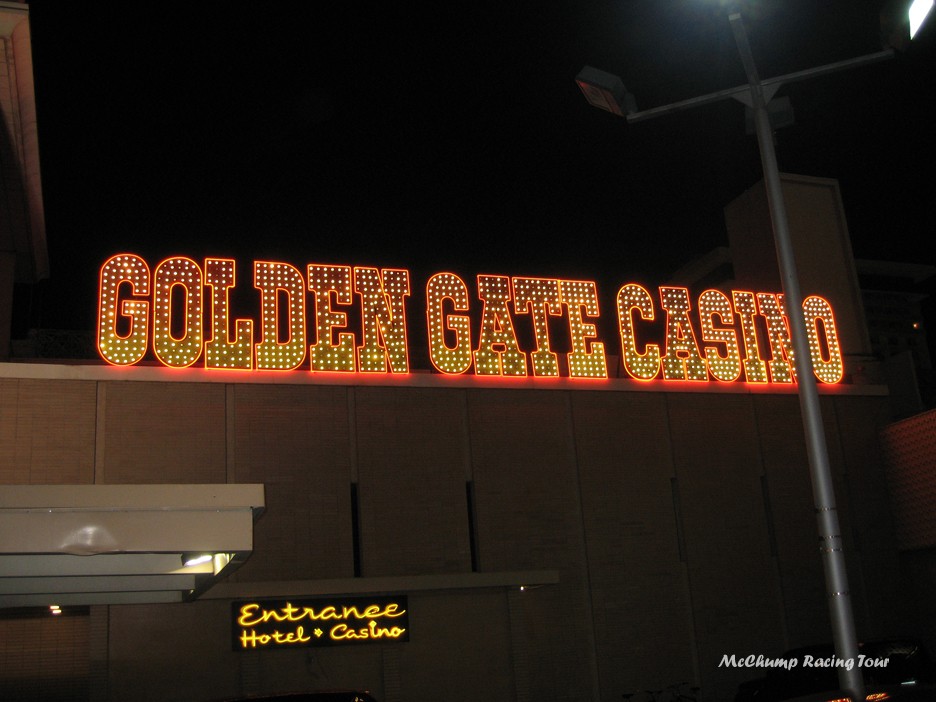 GOLDEN GATE CASINO
Entrance
Hotel * Casino
McChump Racing Tour